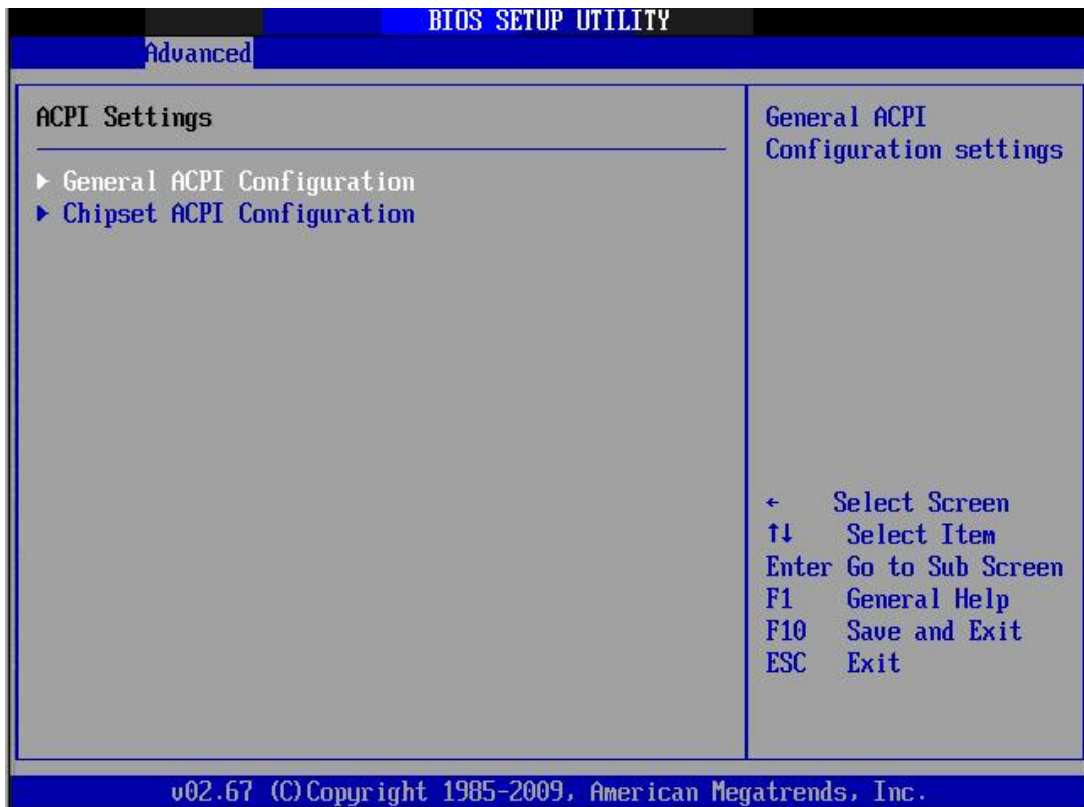 BIOS SETUP UTILITY
Advanced
ACPI Settings
▶ General ACPI Configuration
▶ Chipset ACPI Configuration
General ACPI
Configuration settings
← Select Screen
↑↓ Select Item
Enter Go to Sub Screen
F1 General Help
F10 Save and Exit
ESC Exit
v02.67 (C)Copyright 1985-2009, American Megatrends, Inc.